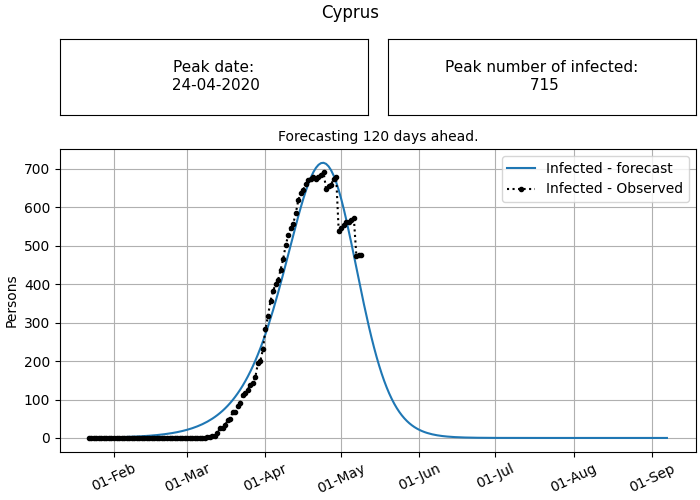 Cyprus
Peak date:
24-04-2020
Peak number of infected:
715
Forecasting 120 days ahead.
Infected - forecast
Infected - Observed
Persons
700
600
500
400
300
200
100
0
01-Feb
01-Mar
01-Apr
01-May
01-Jun
01-Jul
01-Aug
01-Sep